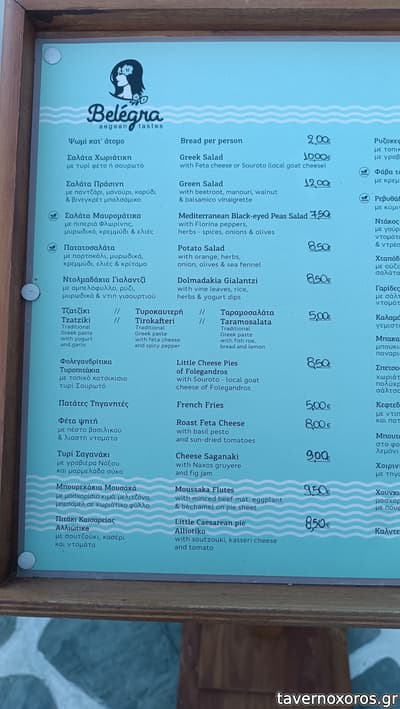 Belégra
aegean tastes
Ψωμί κατ' άτομο Bread per person 2,00€
Σαλάτα Χωριάτικη Greek Salad 10,00€
με τυρί φέτα ή σουρωτό with Feta cheese or Souroto (local goat cheese)
Σαλάτα Πράσινη Green Salad 12,00€
με παντζάρι, μανούρι, καρύδι with beetroot, manouri, walnut
& βινεγκρέτ μπαλσάμικο & balsamico vinaigrette
Σαλάτα Μαυρομάτικα Mediterranean Black-eyed Peas Salad 7,50
με πιπεριά Φλωρίνης, with Florina peppers,
μυρωδικά, κρεμμύδι & ελιές herbs - spices, onions & olives
Πατατοσαλάτα Potato Salad 8,50
με πορτοκάλι, μυρωδικά, with orange, herbs,
κρεμμύδι, ελιές & κρίταμο onion, olives & sea fennel
Ντολμαδάκια Γιαλαντζί Dolmadakia Gialantzi 8,50
με αμπελόφυλλο, ρύζι, with vine leaves, rice,
μυρωδικά & ντιπ γιαουρτιού herbs & yogurt dips
Τζατζίκι // Τυροκαυτερή // Ταραμοσαλάτα 5,00€
Tzatziki // Tirokafteri // Taramosalata
Traditional Traditional Traditional
Greek paste Greek paste Greek paste
with yogurt with feta cheese with fish roe,
and garlic and spicy pepper bread and lemon
Φολεγανδρίτικα Little Cheese Pies 8,50
Τυροπιτάκια of Folegandros
με τοπικό κατσικίσιο with Souroto - local goat
τυρί Σουρωτό cheese of Folegandros
Πατάτες Τηγανητές French Fries 5,00€
Φέτα ψητή Roast Feta Cheese 8,00€
με πέστο βασιλικού with basil pesto
& λιαστή ντομάτα and sun-dried tomatoes
Τυρί Σαγανάκι Cheese Saganaki 9,00
με γραβιέρα Νάξου with Naxos gruyere
και μαρμελάδα σύκο and fig jam
Μπουρεκάκια Μουσακά Moussaka Flutes 9,50€
με μοσχαρίσιο κιμά, μελιτζάνα with minced beef mat, eggplant
& μπεσαμέλ σε χωριάτικο φύλλο & bechamel on pie sheet
Πιτάκι Καισαρείας Little Caesarean pie 8,50€
Αλλιώτικο Alliotiko
με σουτζούκι, κασέρι with soutzouki, kasseri cheese
και ντομάτα and tomato
tavernoxoros.gr